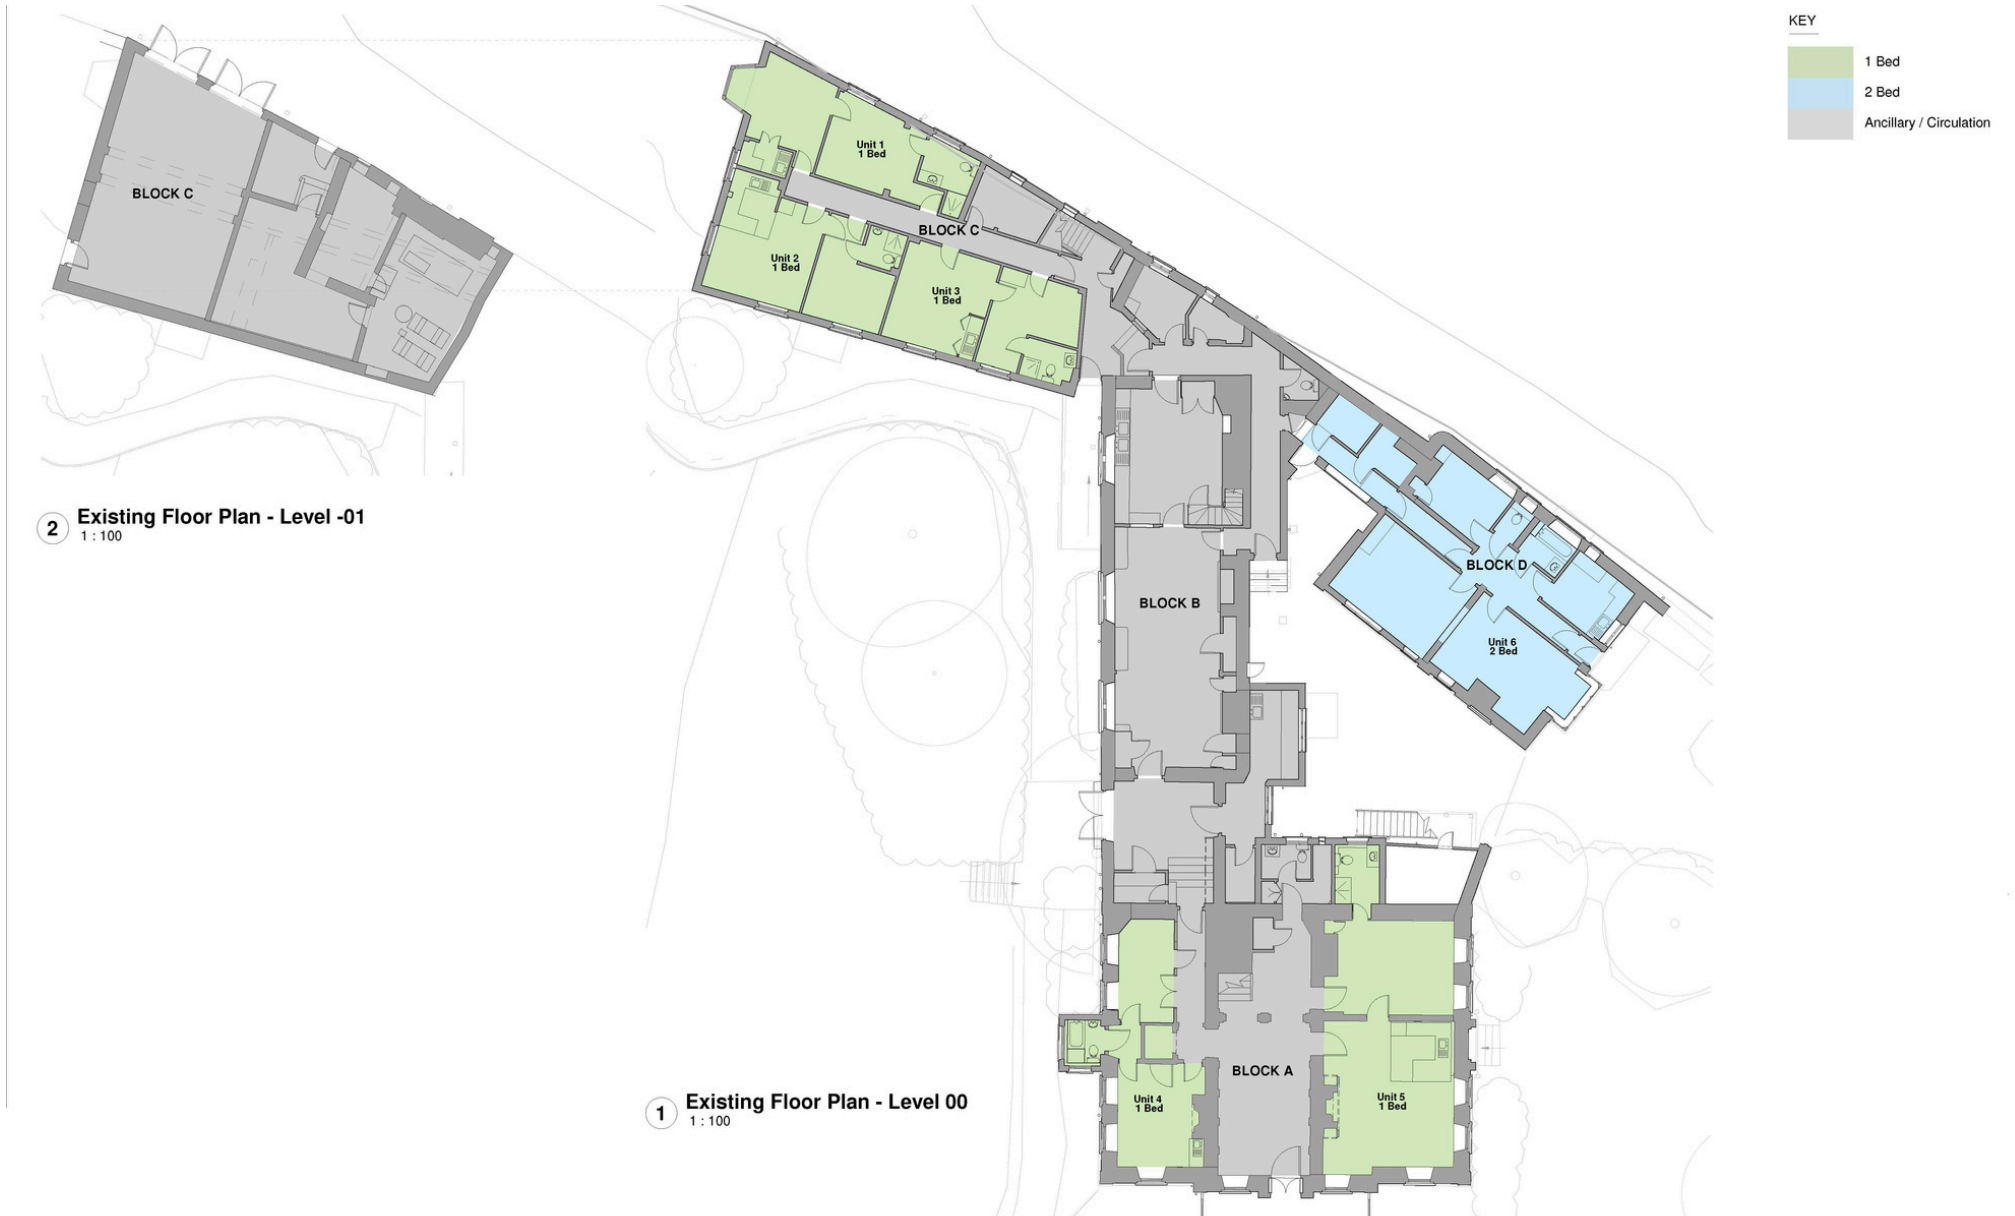 KEY
1 Bed
2 Bed
Ancillary / Circulation
BLOCK C
2
Existing Floor Plan - Level -01
1 : 100
Unit 1
1 Bed
BLOCK C
Unit 2
1 Bed
Unit 3
1 Bed
BLOCK B
BLOCK D
Unit 6
2 Bed
BLOCK A
Unit 4
1 Bed
Unit 5
1 Bed
1
Existing Floor Plan - Level 00
1 : 100